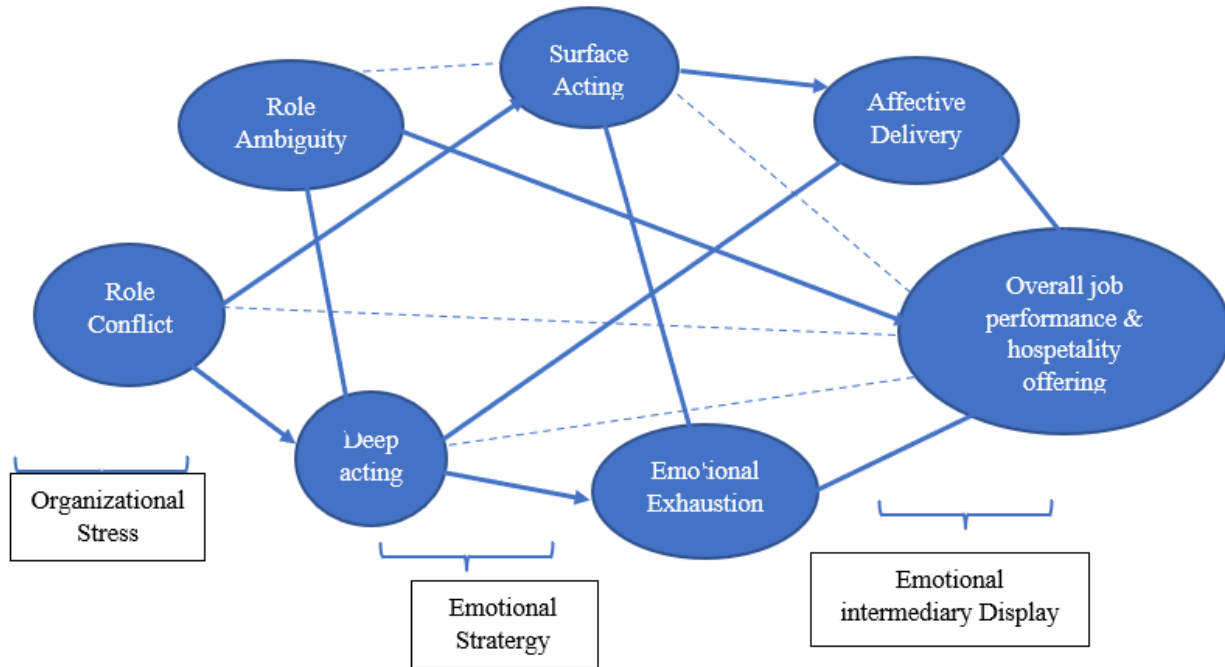 Surface
Acting
Role
Ambiguity
Affective
Delivery
Role
Conflict
Overall job
performance &
hospetality
offering
Deep
acting
Emotional
Exhaustion
Organizational
Stress
Emotional
Stratergy
Emotional
intermediary Display